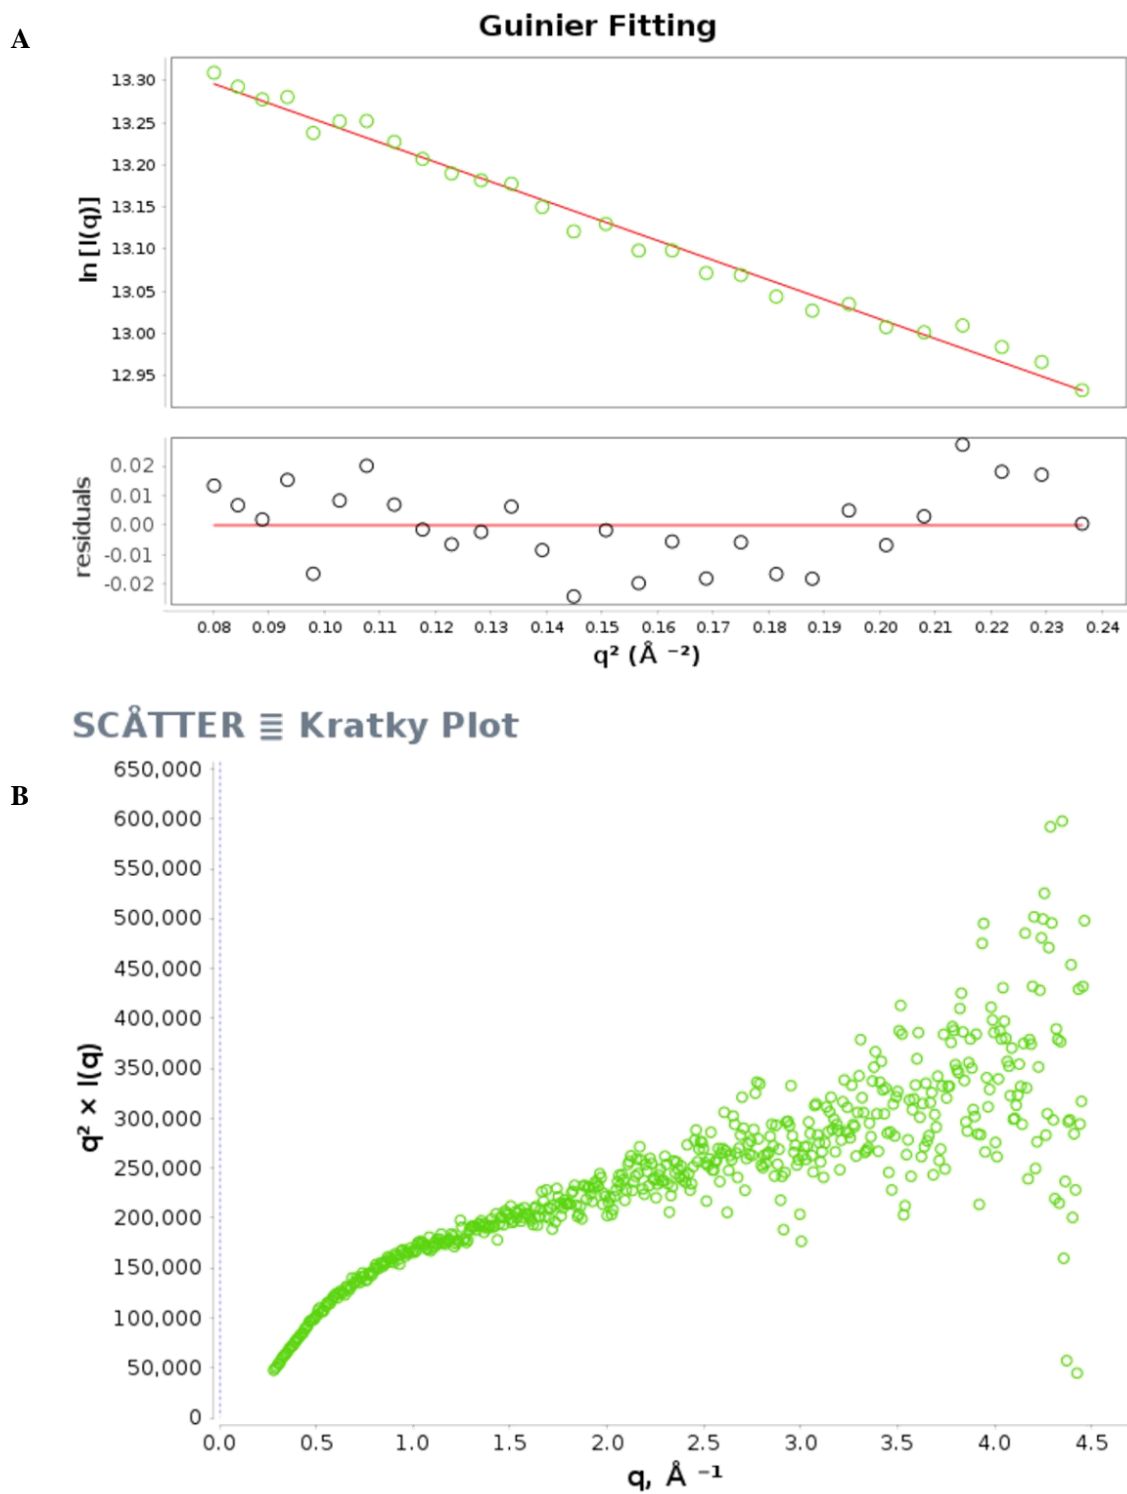 A
Guinier Fitting
ln [I(q)]
13.30
13.25
13.20
13.15
13.10
13.05
13.00
12.95
residuals
0.02
0.01
0.00
-0.01
-0.02
0.08 0.09 0.10 0.11 0.12 0.13 0.14 0.15 0.16 0.17 0.18 0.19 0.20 0.21 0.22 0.23 0.24
q² (Å ⁻²)
SCÅTTER ≣ Kratky Plot
B
q² × I(q)
650,000
600,000
550,000
500,000
450,000
400,000
350,000
300,000
250,000
200,000
150,000
100,000
50,000
0
0.0 0.5 1.0 1.5 2.0 2.5 3.0 3.5 4.0 4.5
q, Å ⁻¹